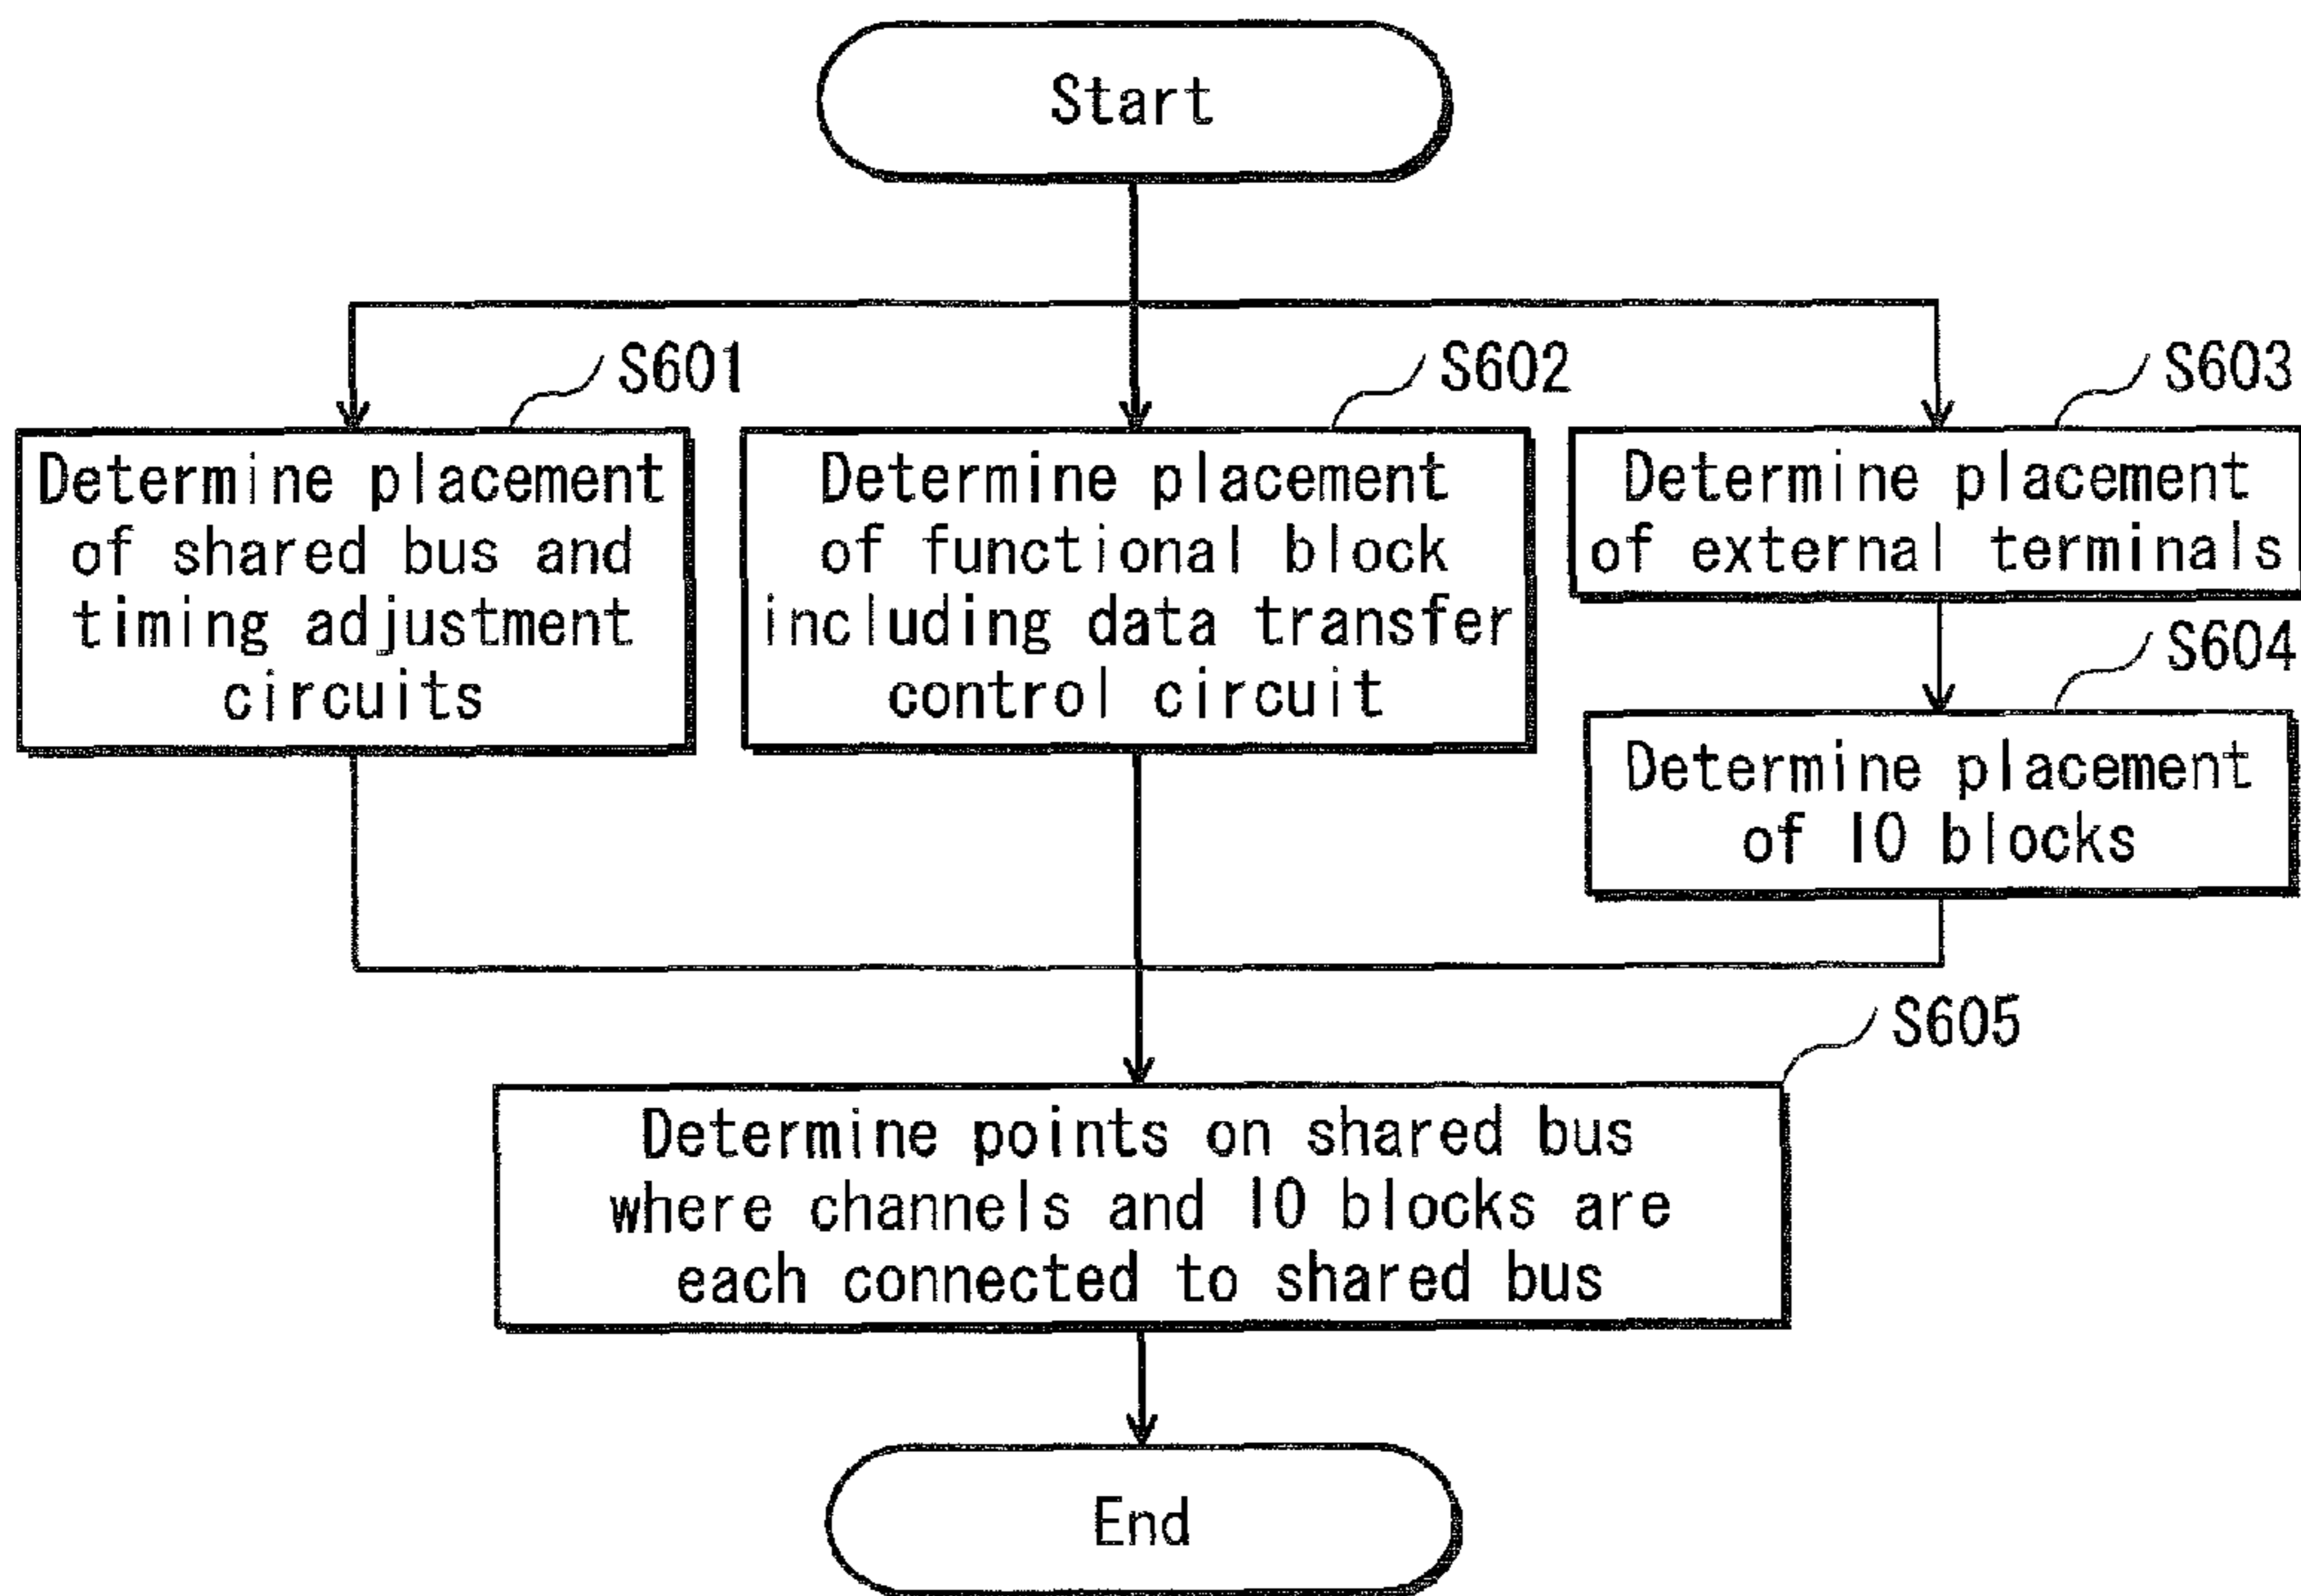 Start
S601
Determine placement
of shared bus and
timing adjustment
circuits
S602
Determine placement
of functional block
including data transfer
control circuit
S603
Determine placement
of external terminals
S604
Determine placement
of IO blocks
S605
Determine points on shared bus
where channels and IO blocks are
each connected to shared bus
End